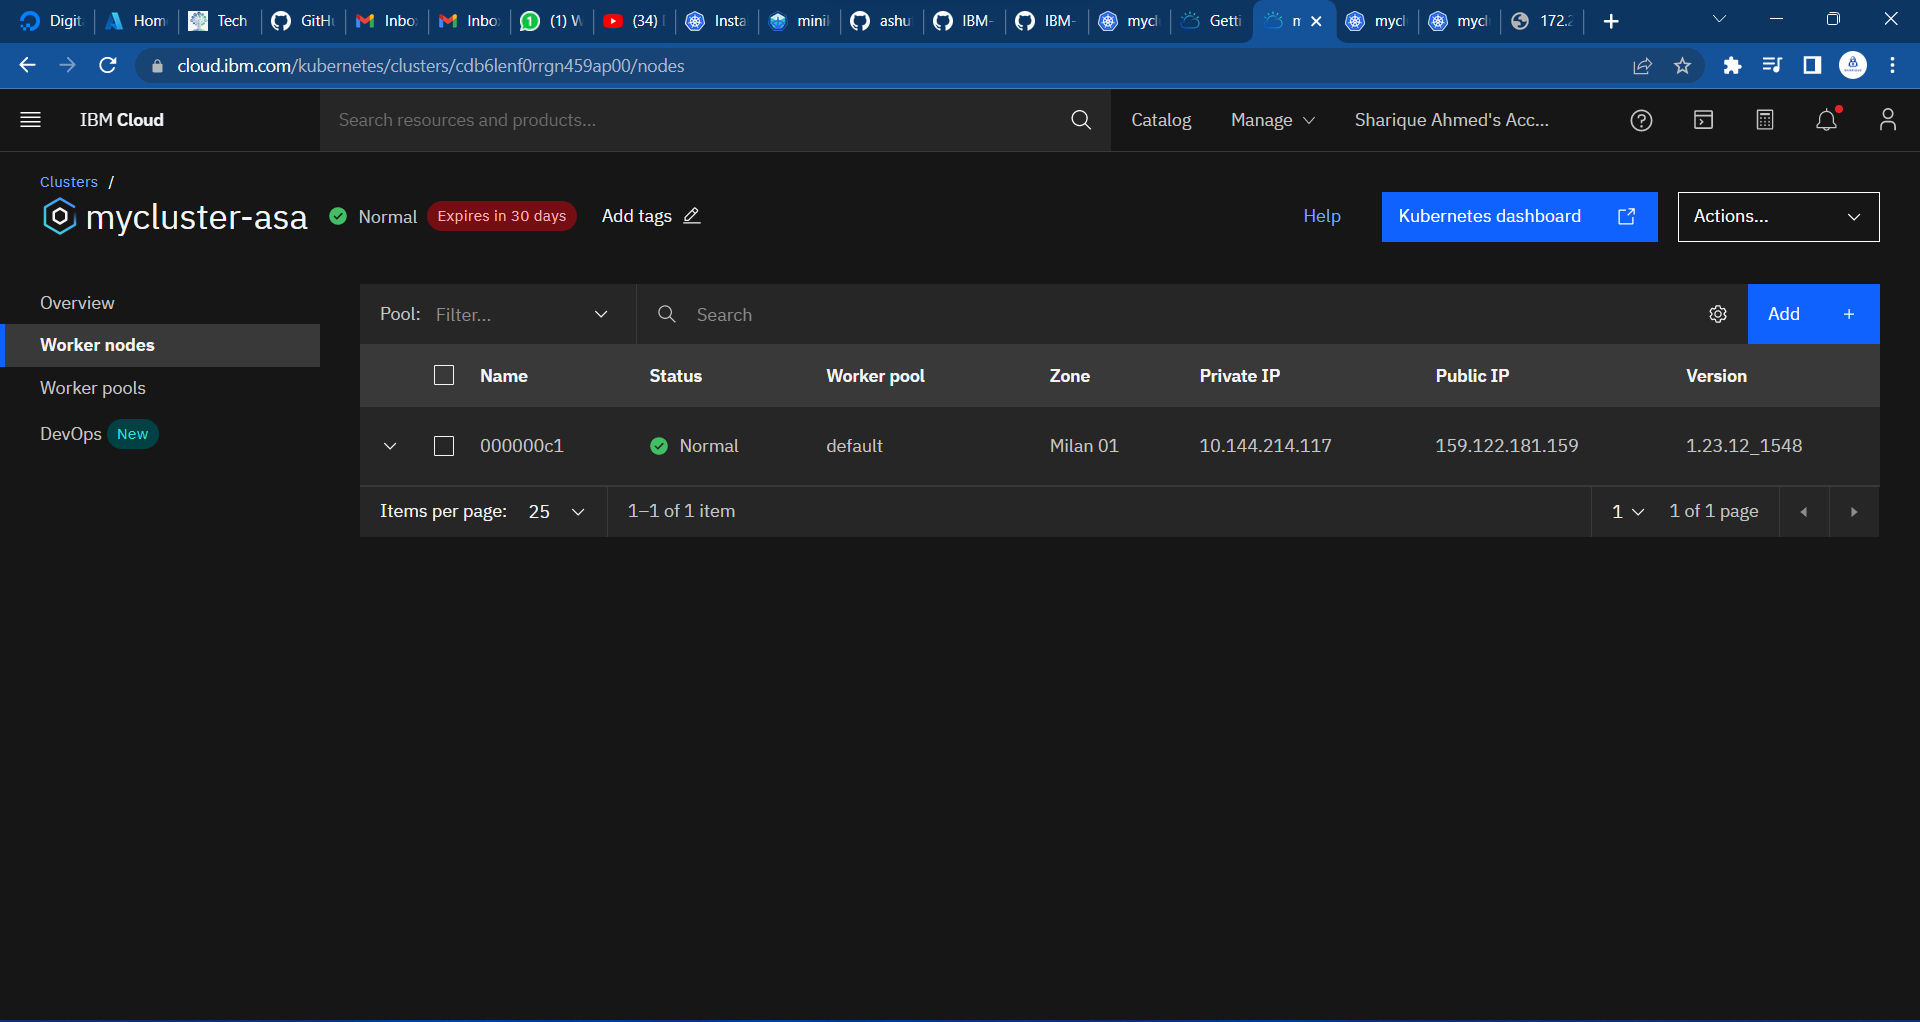 Digit Hom Tech GitHu Inbo Inbo (1) W (34) Insta mini ashu IBM- IBM- mycl Getti mycl mycl 172.2
cloud.ibm.com/kubernetes/clusters/cdb6lenf0rrgn459ap00/nodes
IBM Cloud
Search resources and products...
Catalog
Manage
Sharique Ahmed's Acc...
Clusters /
mycluster-asa
Normal
Expires in 30 days
Add tags
Help
Kubernetes dashboard
Actions...
Overview
Worker nodes
Worker pools
DevOps New
Pool: Filter...
Search
Add +
Name Status Worker pool Zone Private IP Public IP Version
000000c1 Normal default Milan 01 10.144.214.117 159.122.181.159 1.23.12_1548
Items per page: 25 1–1 of 1 item 1 1 of 1 page